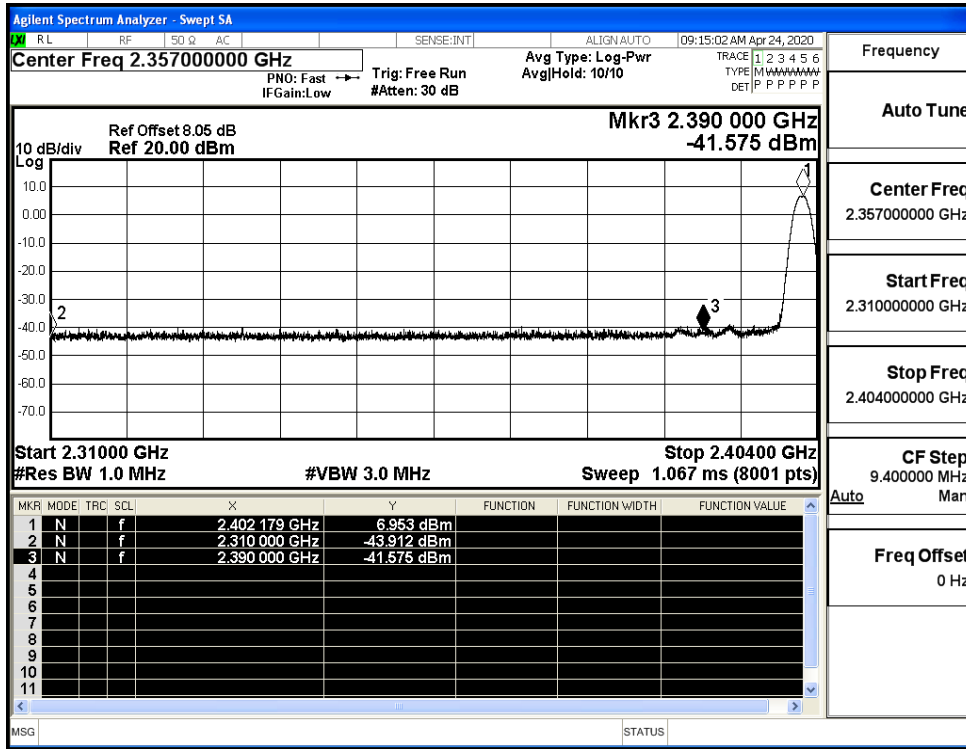 Agilent Spectrum Analyzer - Swept SA
LXI RL RF 50 Ω AC SENSE:INT ALIGNAUTO 09:15:02 AM Apr 24, 2020
Center Freq 2.357000000 GHz
PNO: Fast
IFGain:Low
Trig: Free Run
#Atten: 30 dB
Avg Type: Log-Pwr
Avg|Hold: 10/10
TRACE 1 2 3 4 5 6
TYPE M WWWWW
DET P P P P P P
Frequency
Auto Tune
Mkr3 2.390 000 GHz
-41.575 dBm
Ref Offset 8.05 dB
10 dB/div Ref 20.00 dBm
Log
10.0
0.00
-10.0
-20.0
-30.0
-40.0
-50.0
-60.0
-70.0
1
2
3
Center Freq
2.357000000 GHz
Start Freq
2.310000000 GHz
Stop Freq
2.404000000 GHz
CF Step
9.400000 MHz
Auto Man
Freq Offset
0 Hz
Start 2.31000 GHz Stop 2.40400 GHz
#Res BW 1.0 MHz #VBW 3.0 MHz Sweep 1.067 ms (8001 pts)
MKR MODE TRC SCL X Y FUNCTION FUNCTION WIDTH FUNCTION VALUE
1 N f 2.402 179 GHz 6.953 dBm
2 N f 2.310 000 GHz -43.912 dBm
3 N f 2.390 000 GHz -41.575 dBm
4
5
6
7
8
9
10
11
MSG STATUS